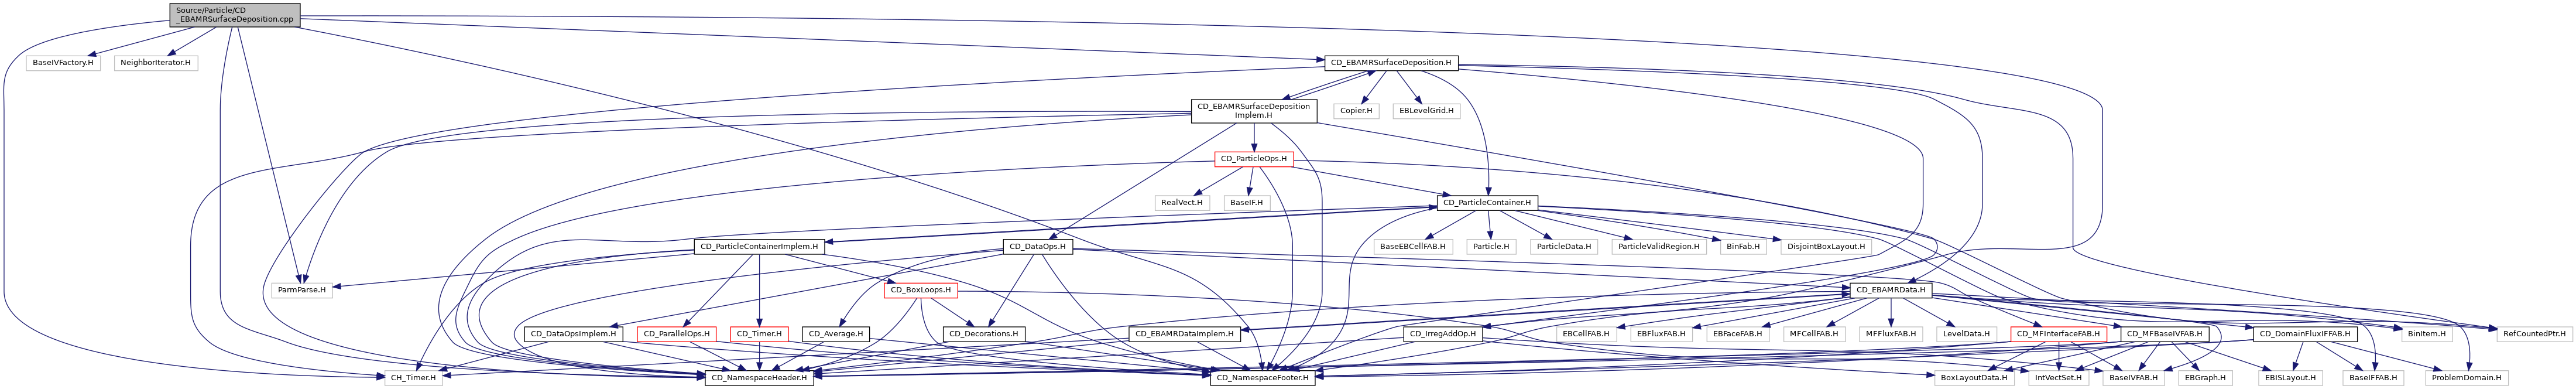 Source/Particle/CD
_EBAMRSurfaceDeposition.cpp
BaseIVFactory.H
NeighborIterator.H
CD_EBAMRSurfaceDeposition.H
CD_EBAMRSurfaceDeposition
Implem.H
Copier.H
EBLevelGrid.H
CD_ParticleOps.H
RealVect.H
BaseIF.H
CD_ParticleContainer.H
CD_ParticleContainerImplem.H
CD_DataOps.H
BaseEBCellFAB.H
Particle.H
ParticleData.H
ParticleValidRegion.H
BinFab.H
DisjointBoxLayout.H
ParmParse.H
CD_BoxLoops.H
CD_EBAMRData.H
CD_DataOpsImplem.H
CD_ParallelOps.H
CD_Timer.H
CD_Average.H
CD_Decorations.H
CD_EBAMRDataImplem.H
CD_IrregAddOp.H
EBCellFAB.H
EBFluxFAB.H
EBFaceFAB.H
MFCellFAB.H
MFFluxFAB.H
LevelData.H
CD_MFInterfaceFAB.H
CD_MFBaseIVFAB.H
CD_DomainFluxIFFAB.H
BinItem.H
RefCountedPtr.H
CH_Timer.H
CD_NamespaceHeader.H
CD_NamespaceFooter.H
BoxLayoutData.H
IntVectSet.H
BaseIVFAB.H
EBGraph.H
EBISLayout.H
BaseIFFAB.H
ProblemDomain.H